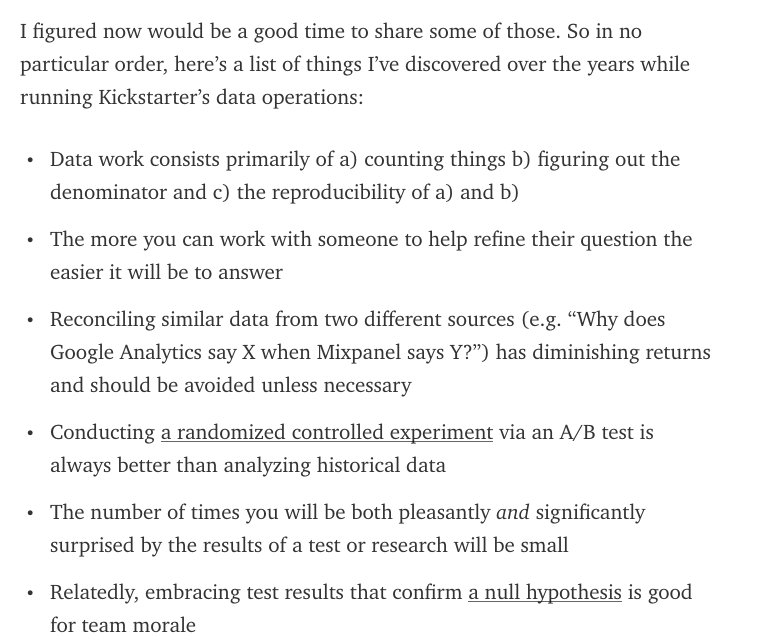 I figured now would be a good time to share some of those. So in no
particular order, here’s a list of things I’ve discovered over the years while
running Kickstarter’s data operations:
• Data work consists primarily of a) counting things b) figuring out the
denominator and c) the reproducibility of a) and b)
• The more you can work with someone to help refine their question the
easier it will be to answer
• Reconciling similar data from two different sources (e.g. “Why does
Google Analytics say X when Mixpanel says Y?”) has diminishing returns
and should be avoided unless necessary
• Conducting a randomized controlled experiment via an A/B test is
always better than analyzing historical data
• The number of times you will be both pleasantly and significantly
surprised by the results of a test or research will be small
• Relatedly, embracing test results that confirm a null hypothesis is good
for team morale